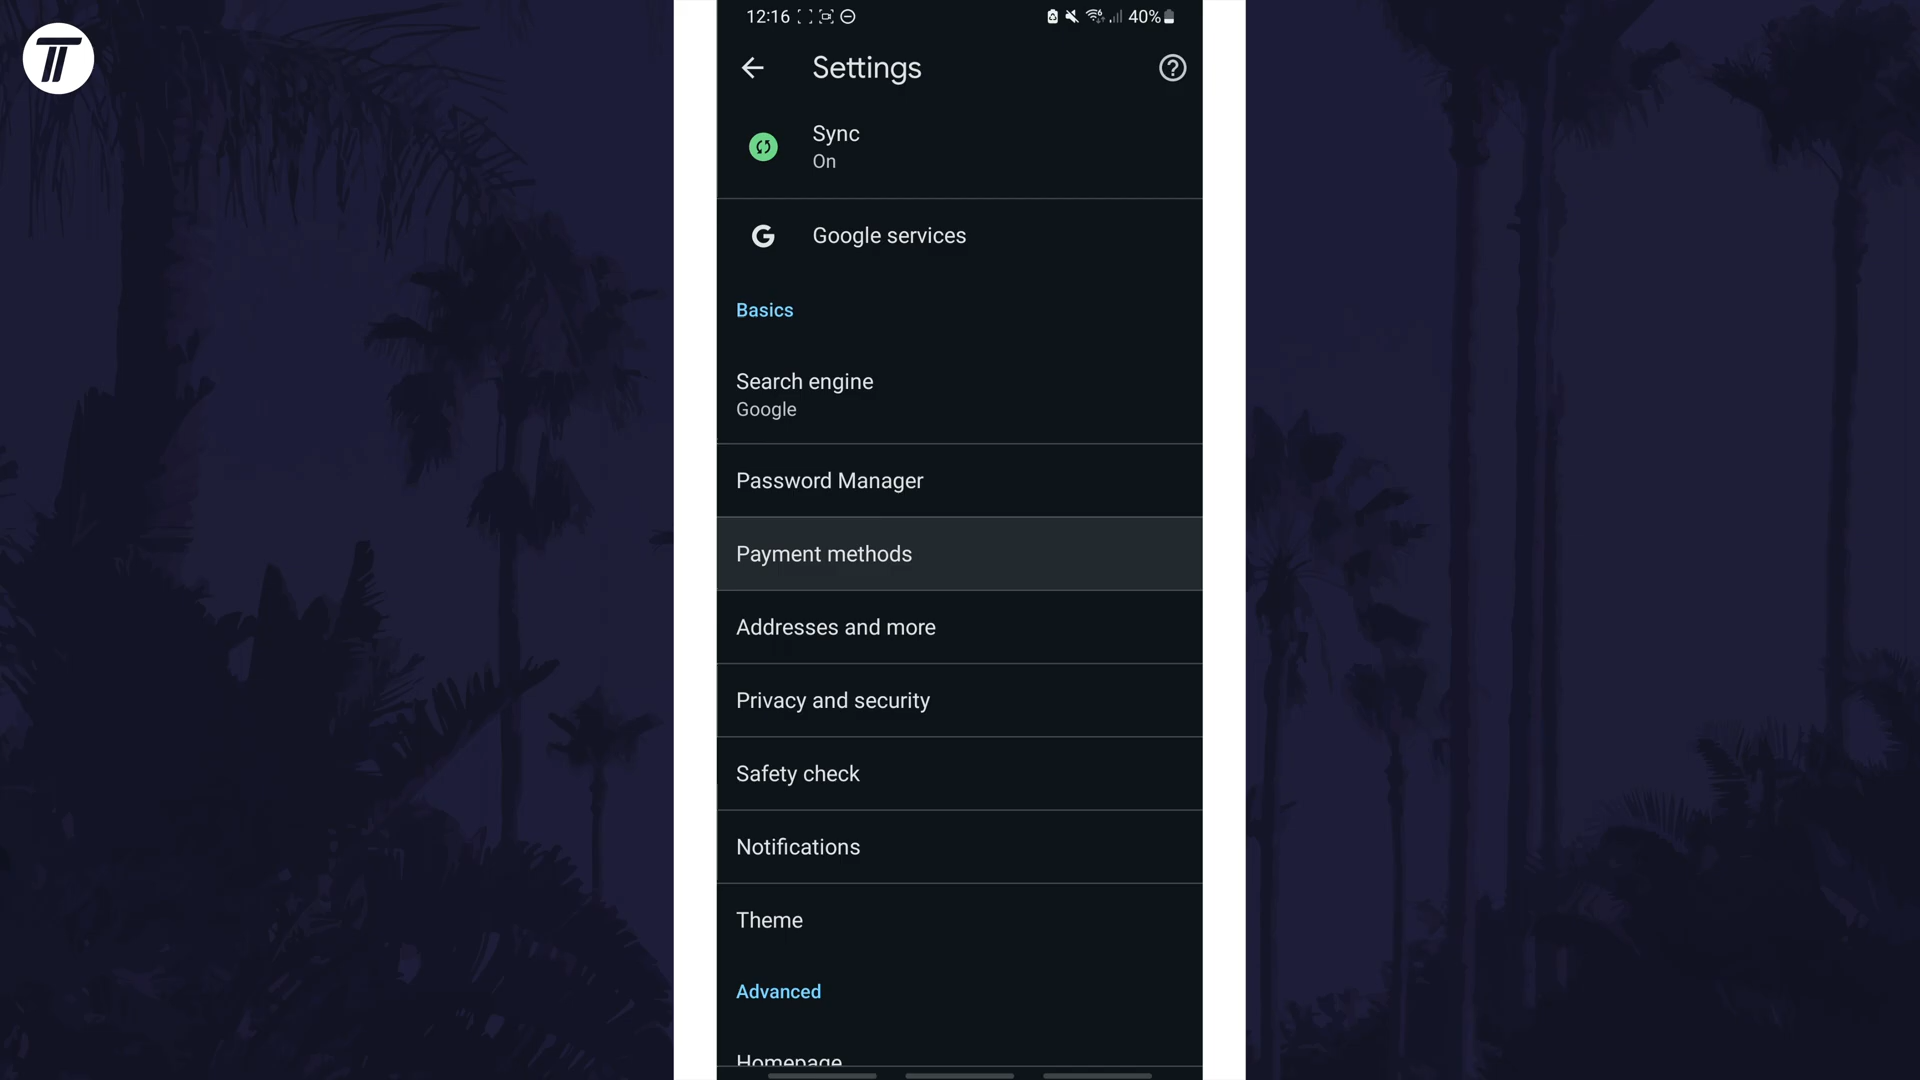 12:16 40%
Settings
Sync
On
Google services
Basics
Search engine
Google
Password Manager
Payment methods
Addresses and more
Privacy and security
Safety check
Notifications
Theme
Advanced
Homepage